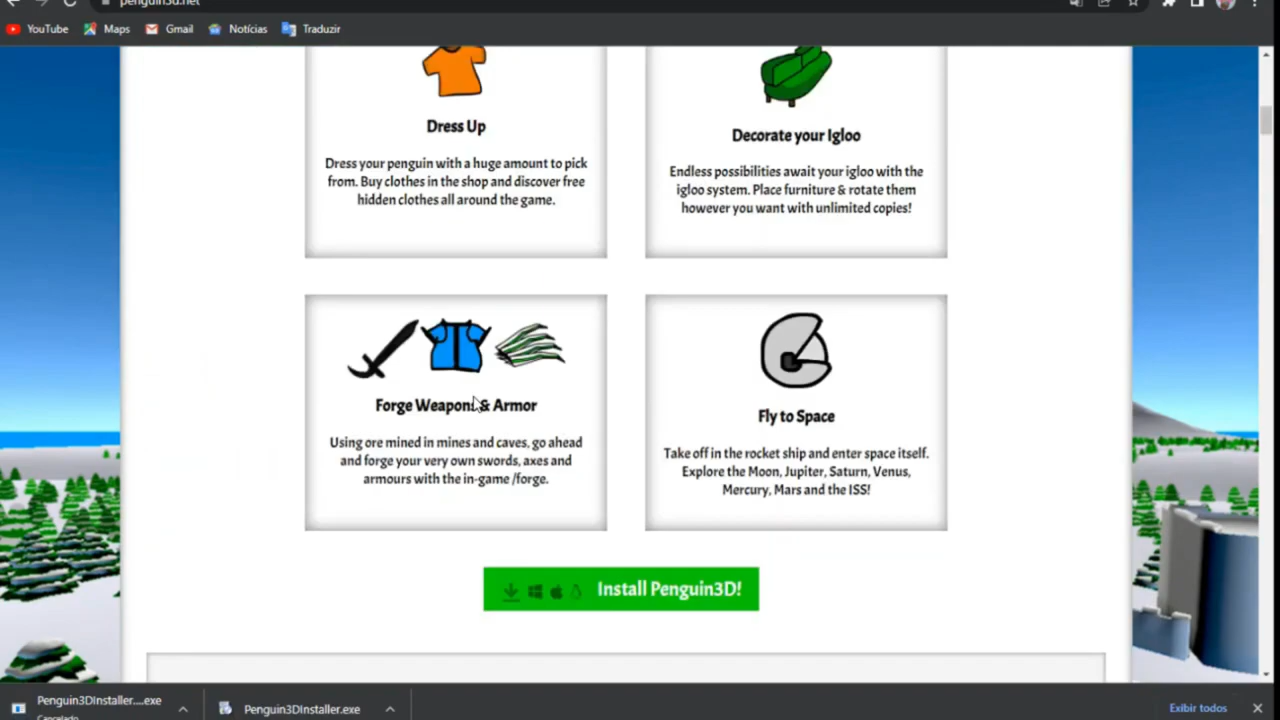 penguin3d.net
YouTube Maps Gmail Notícias Traduzir
Dress Up
Dress your penguin with a huge amount to pick
from. Buy clothes in the shop and discover free
hidden clothes all around the game.
Decorate your Igloo
Endless possibilities await your igloo with the
igloo system. Place furniture & rotate them
however you want with unlimited copies!
Forge Weapons & Armor
Using ore mined in mines and caves, go ahead
and forge your very own swords, axes and
armours with the in-game /forge.
Fly to Space
Take off in the rocket ship and enter space itself.
Explore the Moon, Jupiter, Saturn, Venus,
Mercury, Mars and the ISS!
Install Penguin3D!
Penguin3DInstaller....exe
Cancelado
Penguin3DInstaller.exe
Exibir todos